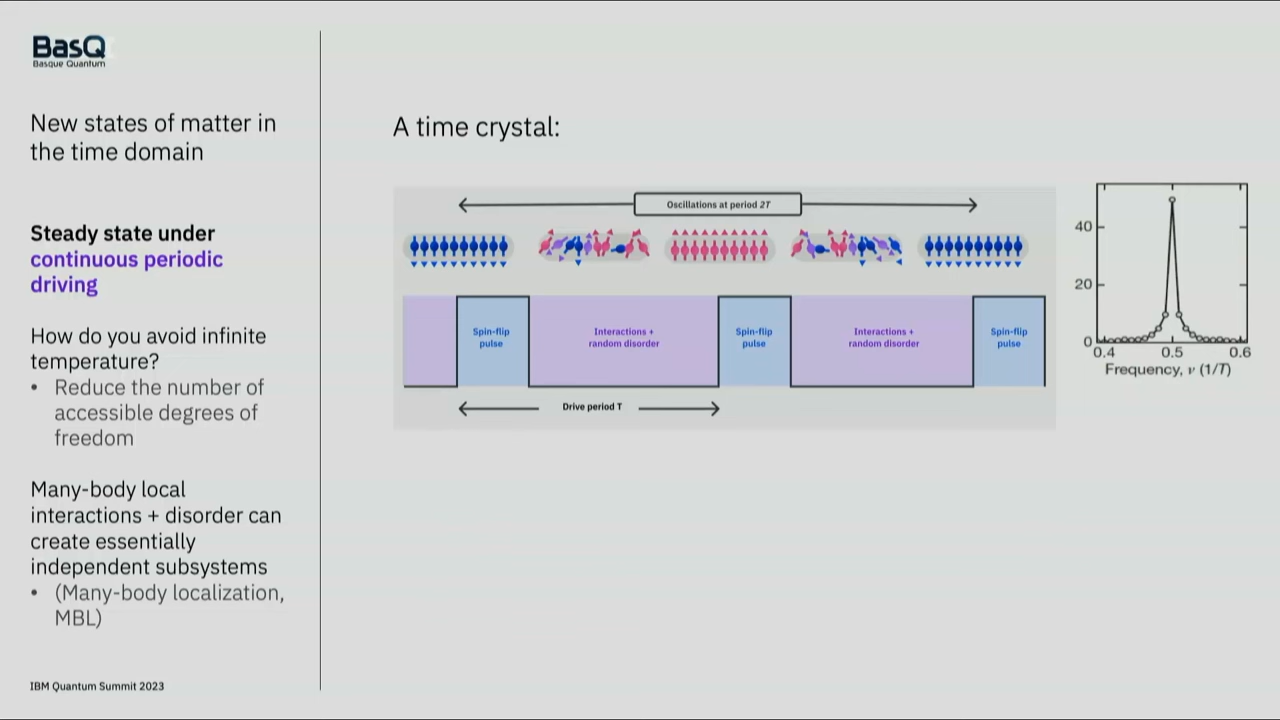 BasQ
Basque Quantum
New states of matter in
the time domain
Steady state under
continuous periodic
driving
How do you avoid infinite
temperature?
• Reduce the number of
accessible degrees of
freedom
Many-body local
interactions + disorder can
create essentially
independent subsystems
• (Many-body localization,
MBL)
IBM Quantum Summit 2023
A time crystal:
Oscillations at period 2T
Spin-flip
pulse
Interactions +
random disorder
Spin-flip
pulse
Interactions +
random disorder
Spin-flip
pulse
Drive period T
40
20
0
0.4 0.5 0.6
Frequency, ν (1/T)